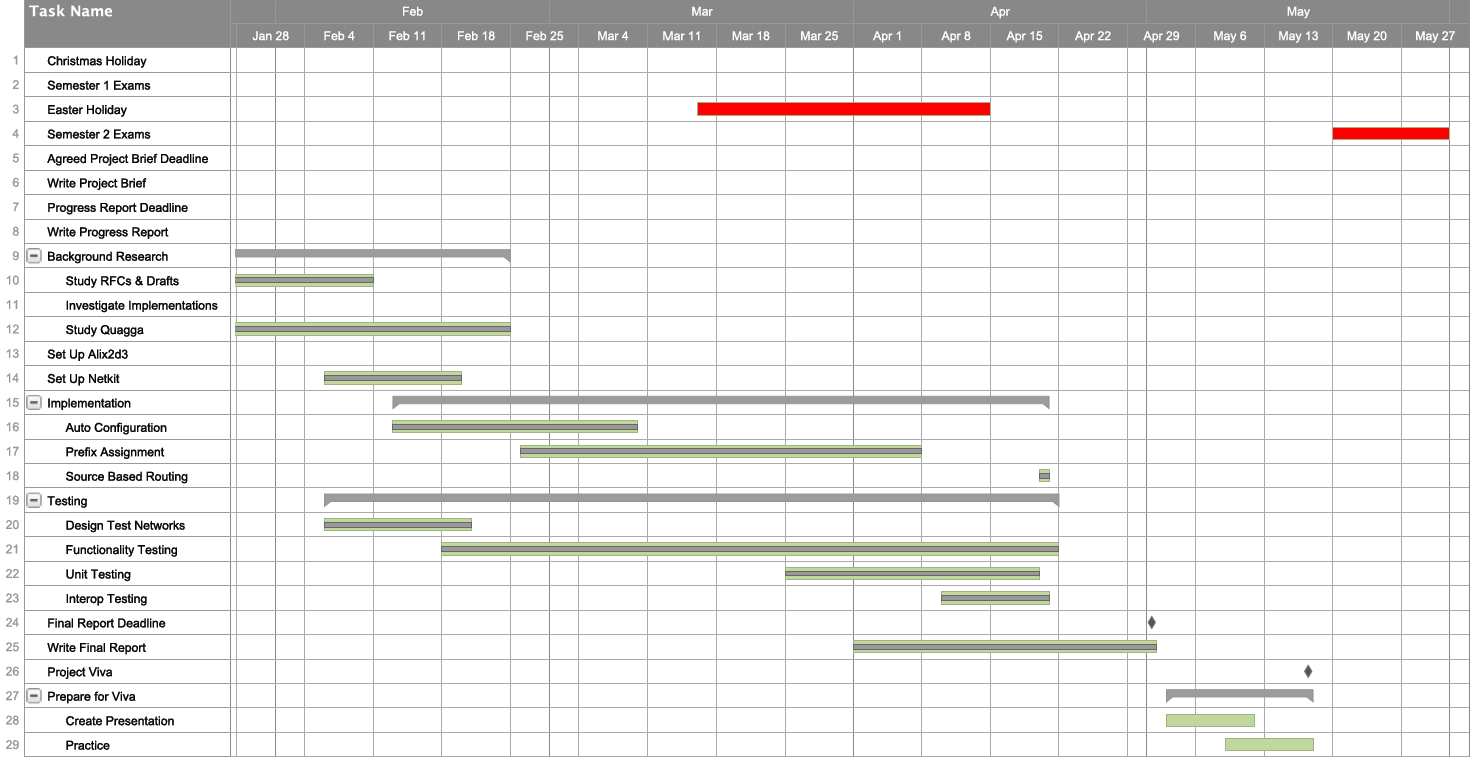 Task Name Feb Mar Apr May
Jan 28 Feb 4 Feb 11 Feb 18 Feb 25 Mar 4 Mar 11 Mar 18 Mar 25 Apr 1 Apr 8 Apr 15 Apr 22 Apr 29 May 6 May 13 May 20 May 27
1 Christmas Holiday
2 Semester 1 Exams
3 Easter Holiday
4 Semester 2 Exams
5 Agreed Project Brief Deadline
6 Write Project Brief
7 Progress Report Deadline
8 Write Progress Report
9 Background Research
10 Study RFCs & Drafts
11 Investigate Implementations
12 Study Quagga
13 Set Up Alix2d3
14 Set Up Netkit
15 Implementation
16 Auto Configuration
17 Prefix Assignment
18 Source Based Routing
19 Testing
20 Design Test Networks
21 Functionality Testing
22 Unit Testing
23 Interop Testing
24 Final Report Deadline
25 Write Final Report
26 Project Viva
27 Prepare for Viva
28 Create Presentation
29 Practice